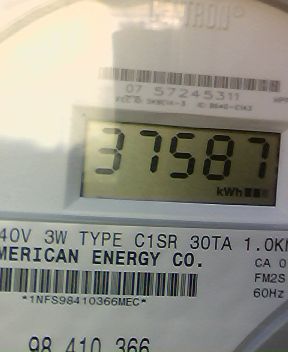 TRON®
07 57245311
37587
kWh
40V 3W TYPE C1SR 30TA 1.0K
MERICAN ENERGY CO.
CA 0
FM2S
60Hz
*1NFS98410366MEC*
98 410 366